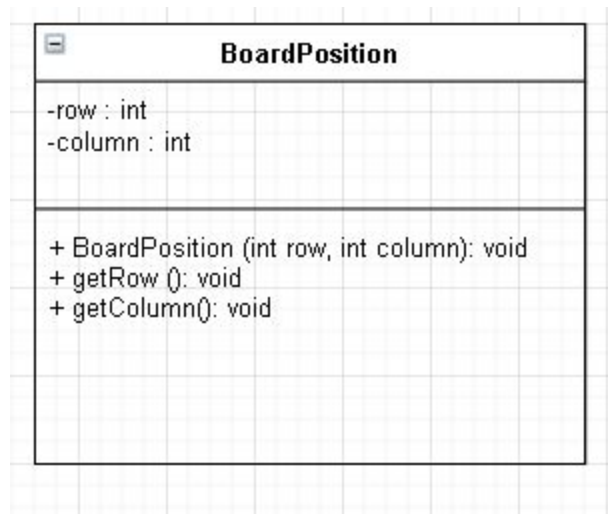 BoardPosition
-row : int
-column : int
+ BoardPosition (int row, int column): void
+ getRow (): void
+ getColumn(): void